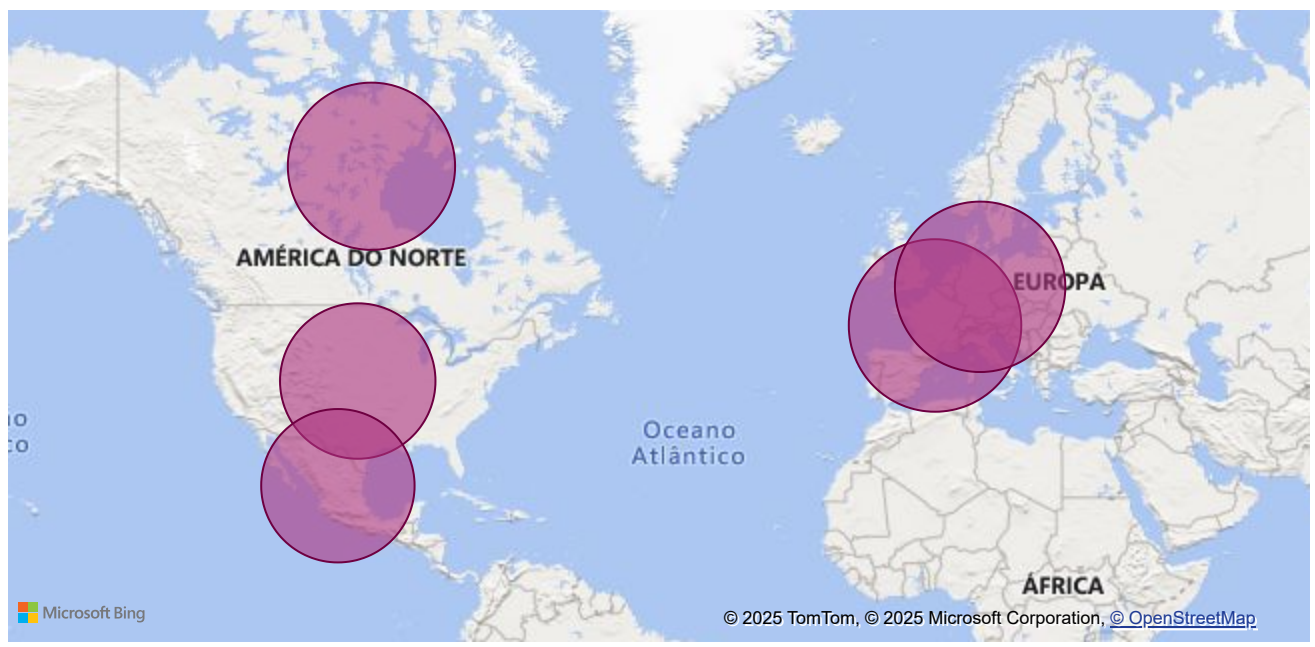 AMÉRICA DO NORTE
EUROPA
Oceano
Atlântico
ÁFRICA
Microsoft Bing
© 2025 TomTom, © 2025 Microsoft Corporation, © OpenStreetMap